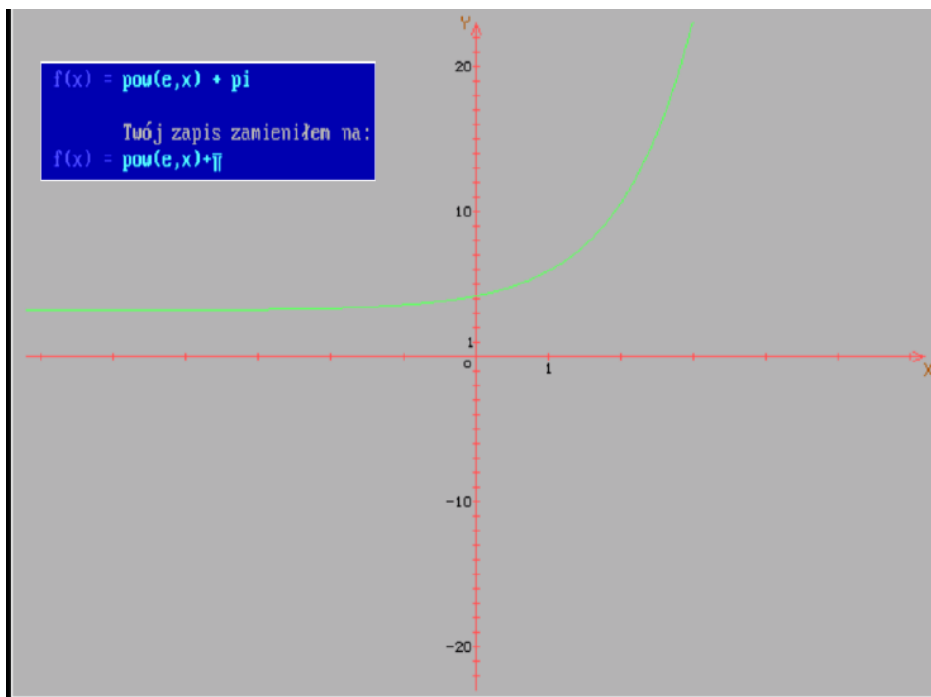 Y
f(x) = pow(e,x) + pi
20
Twój zapis zamieniłem na:
f(x) = pow(e,x)+π
10
1
0
1
X
-10
-20